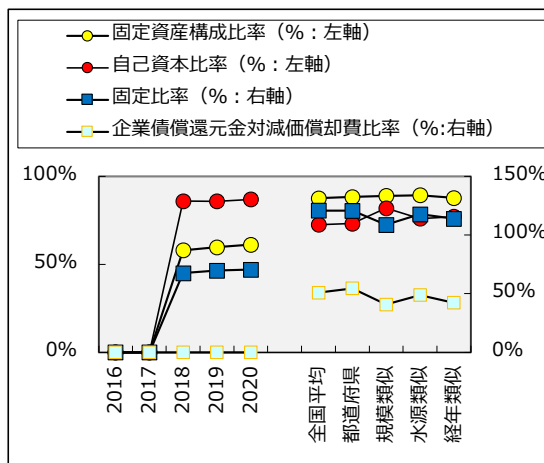 固定資産構成比率（%：左軸）
自己資本比率（%：左軸）
固定比率（%：右軸）
企業債償還元金対減価償却費比率（%:右軸）
100%
50%
0%
150%
100%
50%
0%
2016
2017
2018
2019
2020
全国平均
都道府県
規模類似
水源類似
経年類似